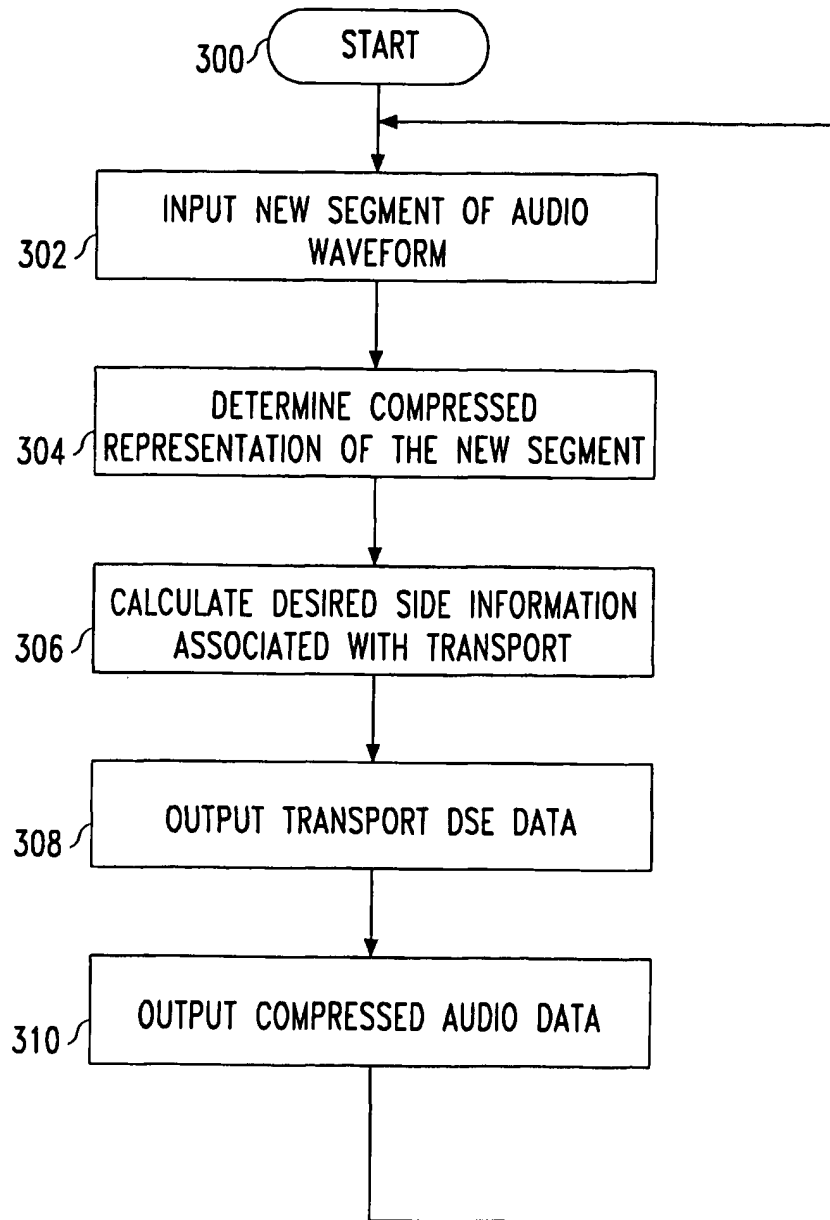 300
START
302
INPUT NEW SEGMENT OF AUDIO
WAVEFORM
304
DETERMINE COMPRESSED
REPRESENTATION OF THE NEW SEGMENT
306
CALCULATE DESIRED SIDE INFORMATION
ASSOCIATED WITH TRANSPORT
308
OUTPUT TRANSPORT DSE DATA
310
OUTPUT COMPRESSED AUDIO DATA